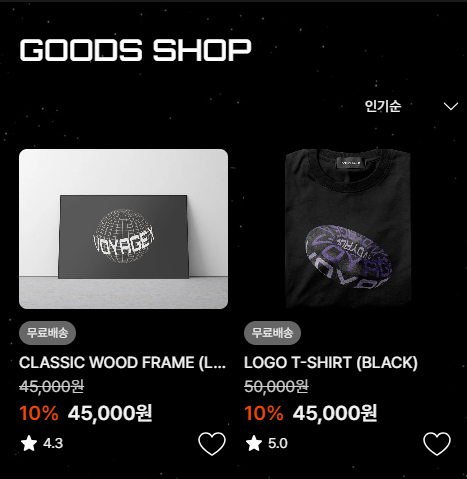 GOODS SHOP
인기순
VOYAGEX
무료배송
무료배송
CLASSIC WOOD FRAME (L...
LOGO T-SHIRT (BLACK)
45,000원
50,000원
10% 45,000원
10% 45,000원
4.3
5.0